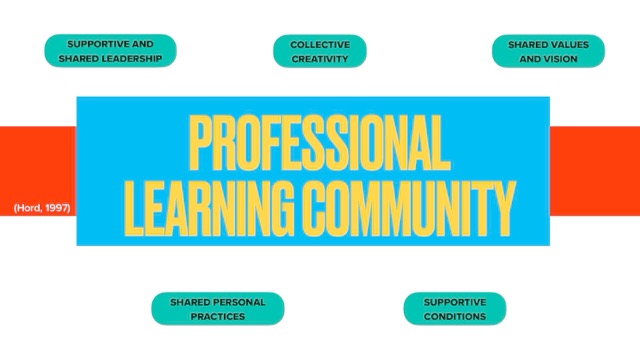 SUPPORTIVE AND
SHARED LEADERSHIP
COLLECTIVE
CREATIVITY
SHARED VALUES
AND VISION
PROFESSIONAL
LEARNING COMMUNITY
(Hord, 1997)
SHARED PERSONAL
PRACTICES
SUPPORTIVE
CONDITIONS